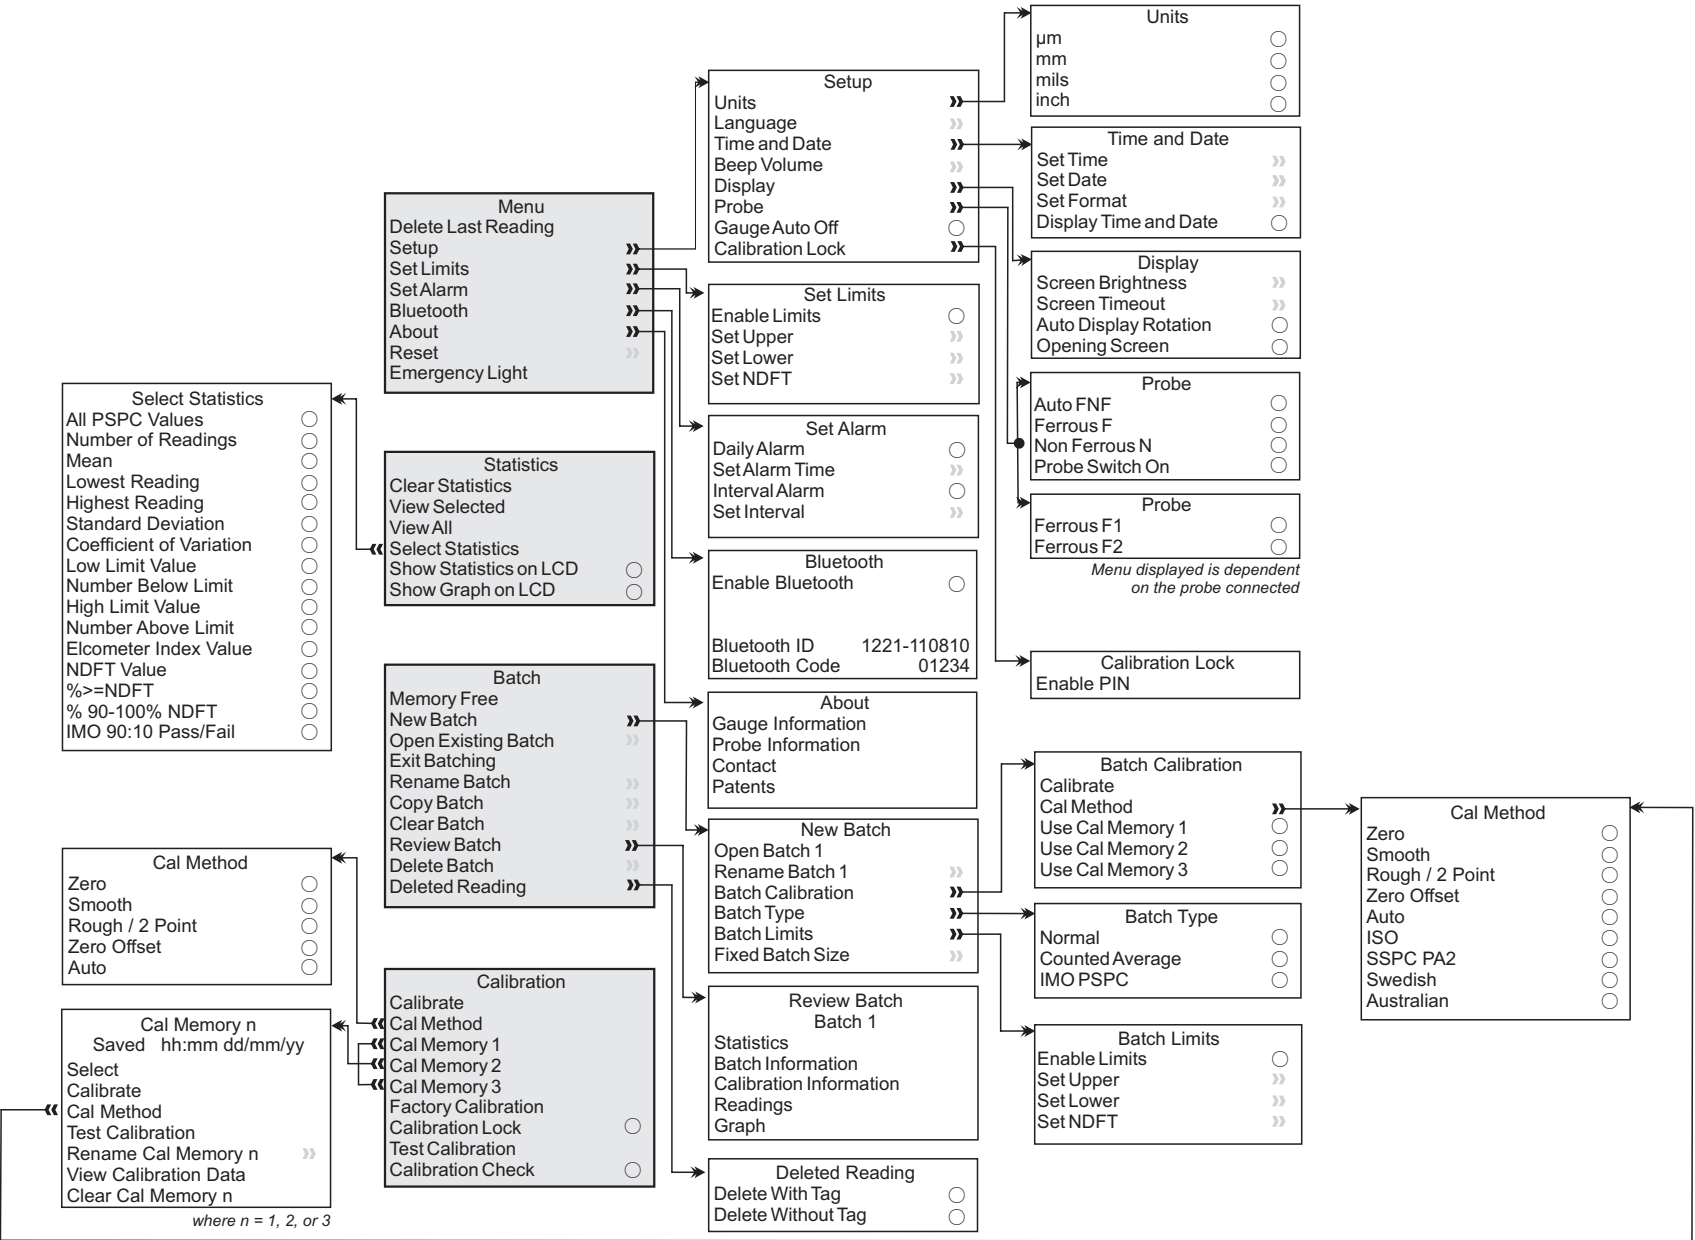 Units
µm
mm
mils
inch
Setup
Units
Language
Time and Date
Beep Volume
Display
Probe
Gauge Auto Off
Calibration Lock
Time and Date
Set Time
Set Date
Set Format
Display Time and Date
Menu
Delete Last Reading
Setup
Set Limits
Set Alarm
Bluetooth
About
Reset
Emergency Light
Display
Screen Brightness
Screen Timeout
Auto Display Rotation
Opening Screen
Set Limits
Enable Limits
Set Upper
Set Lower
Set NDFT
Select Statistics
All PSPC Values
Number of Readings
Mean
Lowest Reading
Highest Reading
Standard Deviation
Coefficient of Variation
Low Limit Value
Number Below Limit
High Limit Value
Number Above Limit
Elcometer Index Value
NDFT Value
%>=NDFT
% 90-100% NDFT
IMO 90:10 Pass/Fail
Statistics
Clear Statistics
View Selected
View All
Select Statistics
Show Statistics on LCD
Show Graph on LCD
Set Alarm
Daily Alarm
Set Alarm Time
Interval Alarm
Set Interval
Probe
Auto FNF
Ferrous F
Non Ferrous N
Probe Switch On
Probe
Ferrous F1
Ferrous F2
Menu displayed is dependent
on the probe connected
Bluetooth
Enable Bluetooth
Bluetooth ID 1221-110810
Bluetooth Code 01234
Calibration Lock
Enable PIN
Batch
Memory Free
New Batch
Open Existing Batch
Exit Batching
Rename Batch
Copy Batch
Clear Batch
Review Batch
Delete Batch
Deleted Reading
About
Gauge Information
Probe Information
Contact
Patents
New Batch
Open Batch 1
Rename Batch 1
Batch Calibration
Batch Type
Batch Limits
Fixed Batch Size
Batch Calibration
Calibrate
Cal Method
Use Cal Memory 1
Use Cal Memory 2
Use Cal Memory 3
Cal Method
Zero
Smooth
Rough / 2 Point
Zero Offset
Auto
ISO
SSPC PA2
Swedish
Australian
Cal Method
Zero
Smooth
Rough / 2 Point
Zero Offset
Auto
Batch Type
Normal
Counted Average
IMO PSPC
Calibration
Calibrate
Cal Method
Cal Memory 1
Cal Memory 2
Cal Memory 3
Factory Calibration
Calibration Lock
Test Calibration
Calibration Check
Review Batch
Batch 1
Statistics
Batch Information
Calibration Information
Readings
Graph
Batch Limits
Enable Limits
Set Upper
Set Lower
Set NDFT
Cal Memory n
Saved hh:mm dd/mm/yy
Select
Calibrate
Cal Method
Test Calibration
Rename Cal Memory n
View Calibration Data
Clear Cal Memory n
where n = 1, 2, or 3
Deleted Reading
Delete With Tag
Delete Without Tag